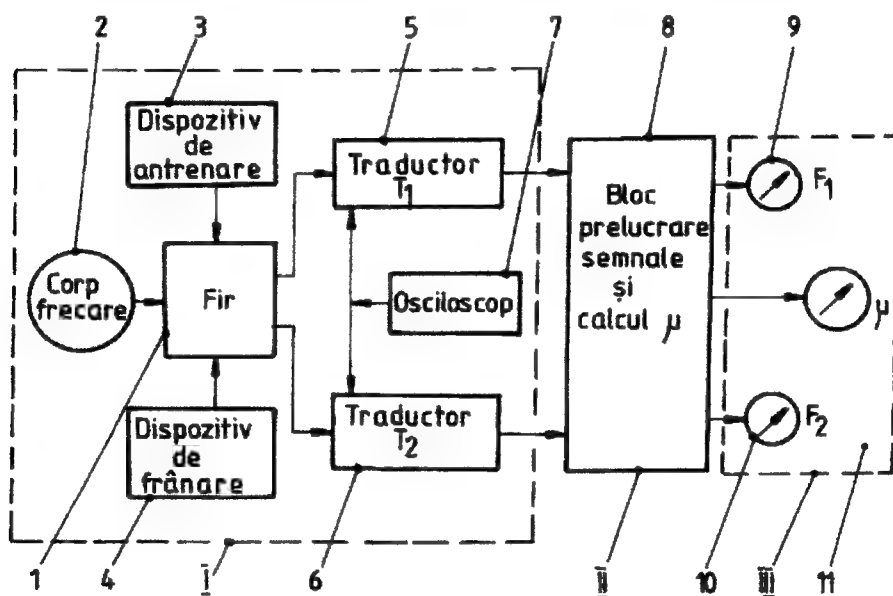 2
3
5
7
8
9
Dispozitiv
de
antrenare
Traductor
T1
F1
Bloc
prelucrare
semnale
și
calcul μ
Corp
frecare
Fir
Osciloscop
μ
Dispozitiv
de
frânare
Traductor
T2
F2
1
4
I
6
II
10
III
11